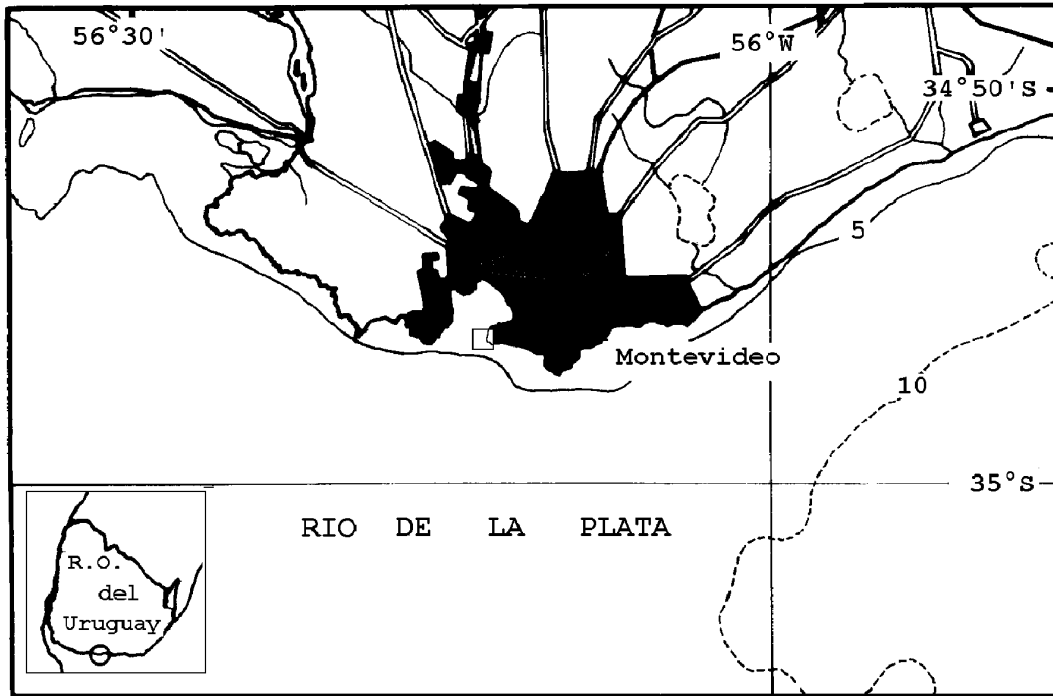 56°30'
56°W
34°50'S
5
Montevideo
10
35°S
RIO DE LA PLATA
R.O.
del
Uruguay